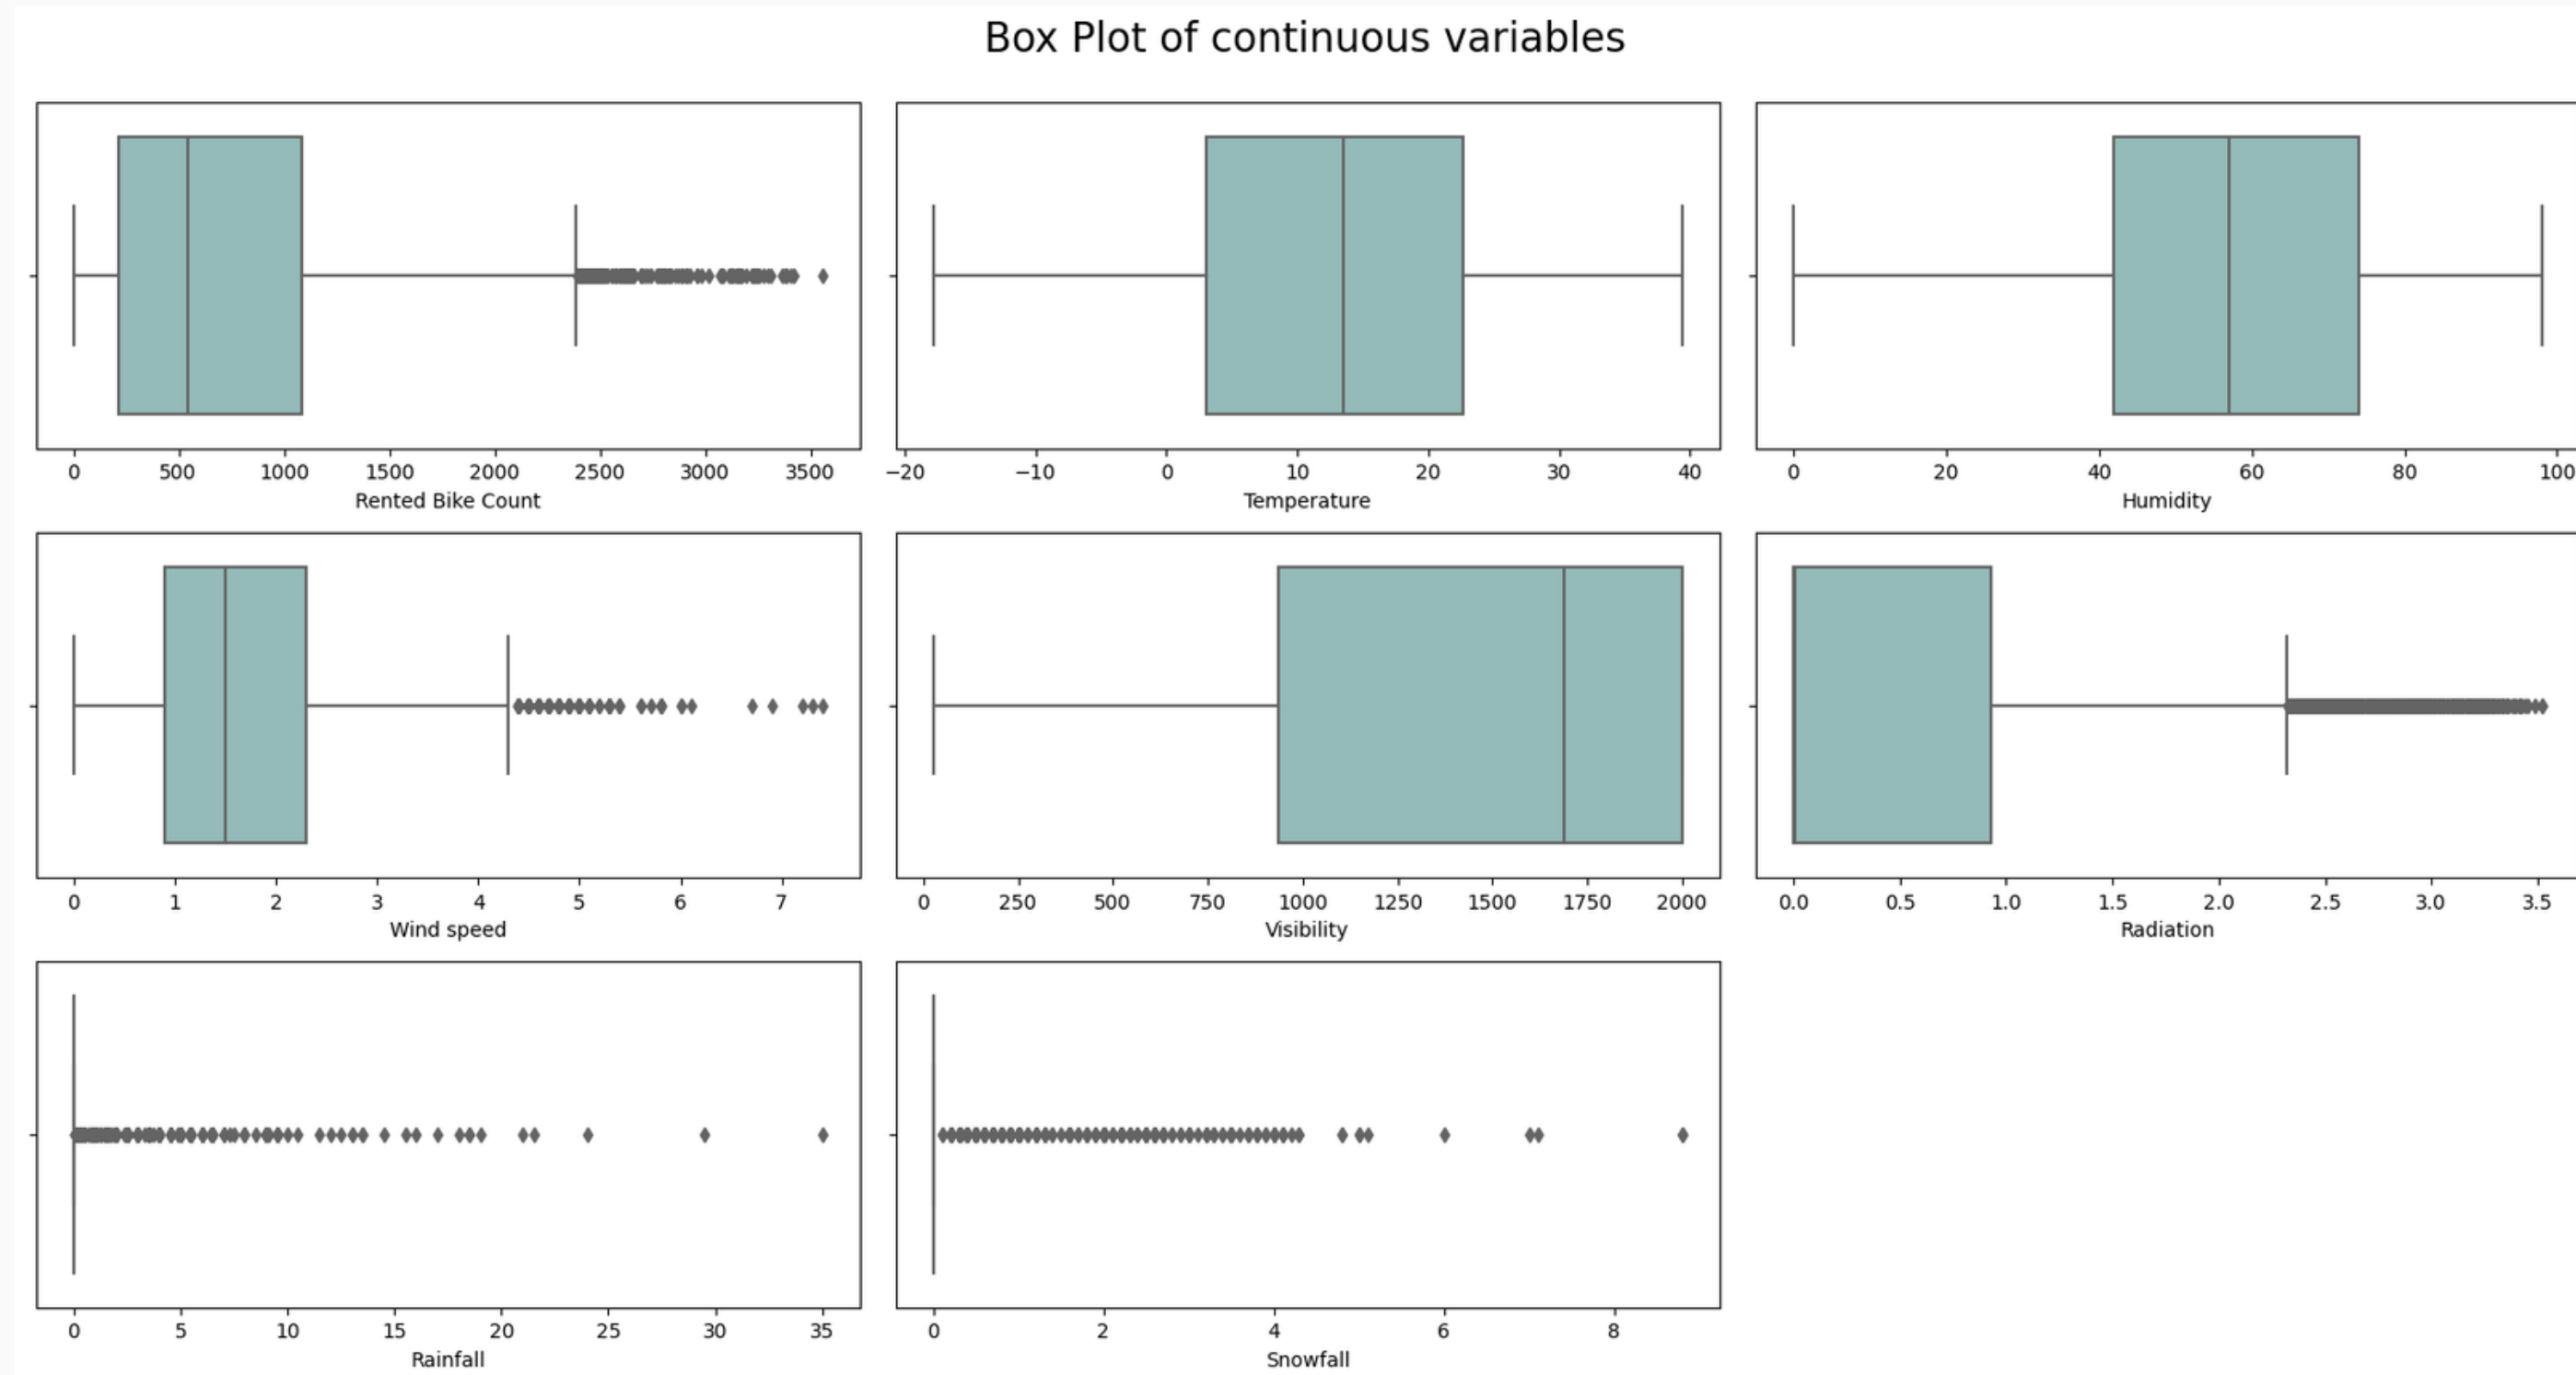 Box Plot of continuous variables
0 500 1000 1500 2000 2500 3000 3500
Rented Bike Count
−20 −10 0 10 20 30 40
Temperature
0 20 40 60 80 100
Humidity
0 1 2 3 4 5 6 7
Wind speed
0 250 500 750 1000 1250 1500 1750 2000
Visibility
0.0 0.5 1.0 1.5 2.0 2.5 3.0 3.5
Radiation
0 5 10 15 20 25 30 35
Rainfall
0 2 4 6 8
Snowfall